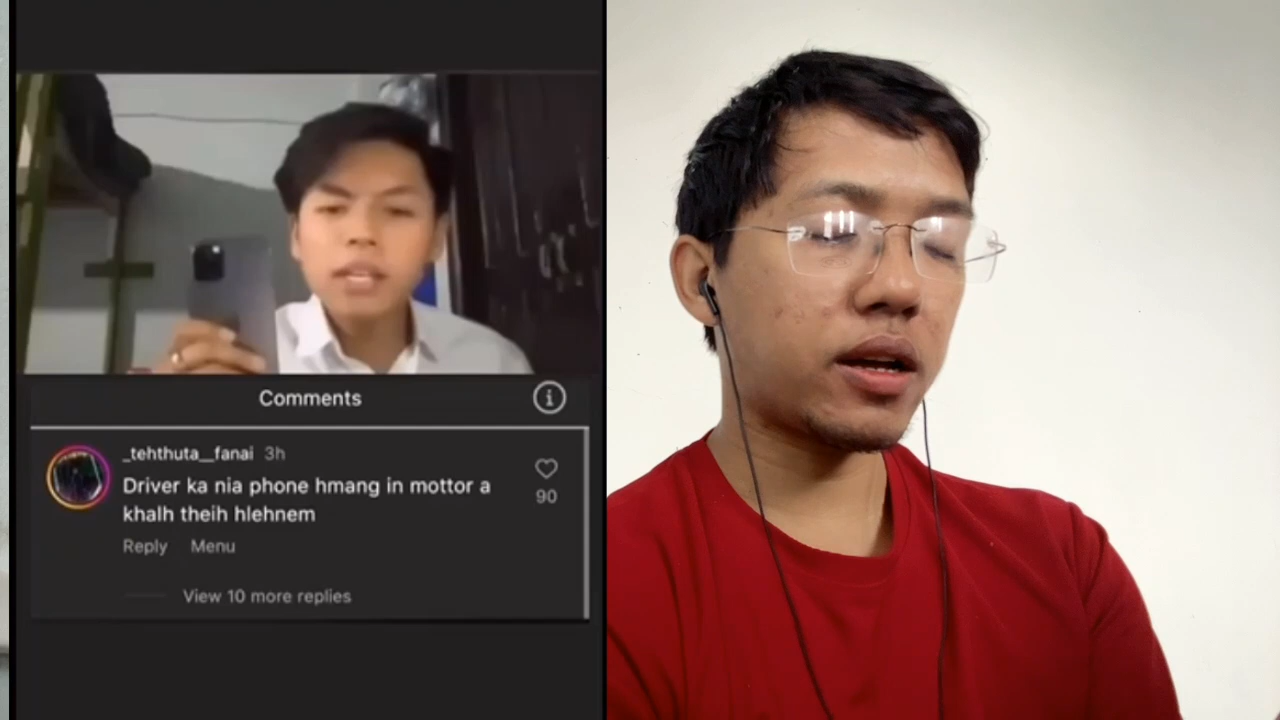 Comments
_tehthuta__fanai 3h
Driver ka nia phone hmang in mottor a
khalh theih hlehnem
90
Reply Menu
View 10 more replies